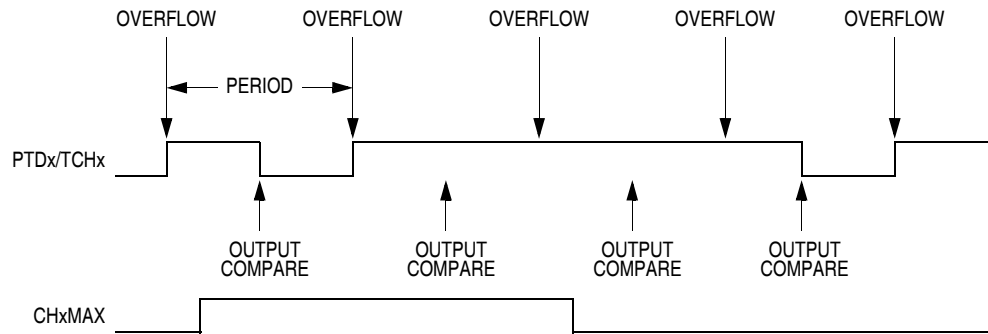 OVERFLOW
OVERFLOW
OVERFLOW
OVERFLOW
OVERFLOW
PERIOD
PTDx/TCHx
OUTPUT
COMPARE
OUTPUT
COMPARE
OUTPUT
COMPARE
OUTPUT
COMPARE
CHxMAX